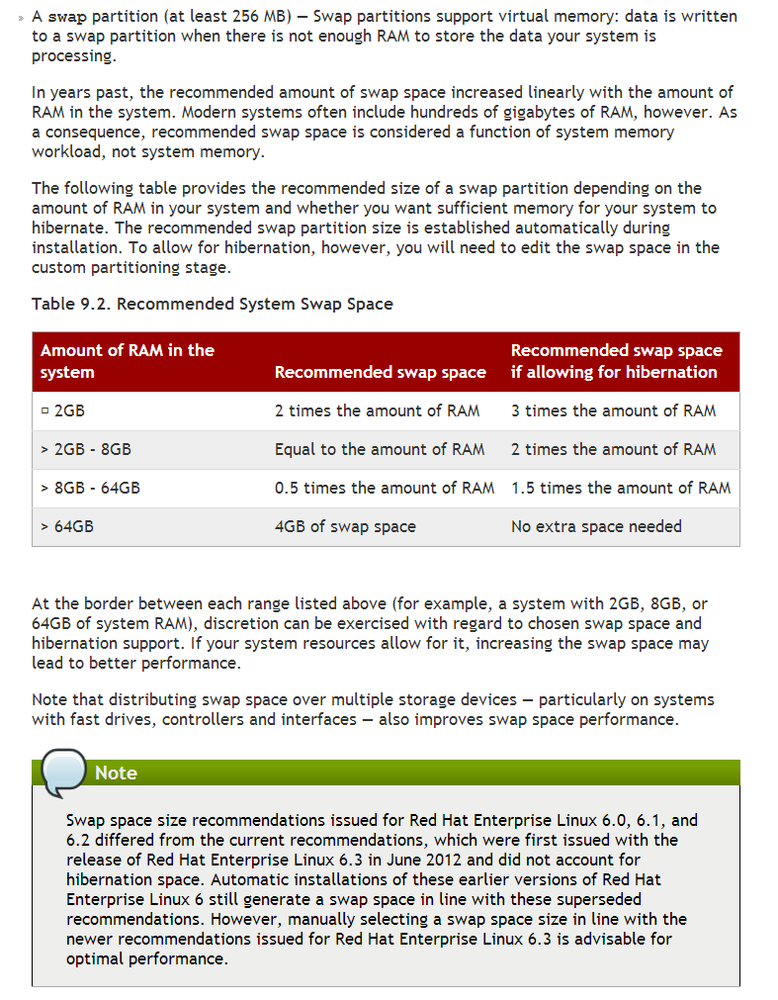 » A swap partition (at least 256 MB) — Swap partitions support virtual memory: data is written
to a swap partition when there is not enough RAM to store the data your system is
processing.
In years past, the recommended amount of swap space increased linearly with the amount of
RAM in the system. Modern systems often include hundreds of gigabytes of RAM, however. As
a consequence, recommended swap space is considered a function of system memory
workload, not system memory.
The following table provides the recommended size of a swap partition depending on the
amount of RAM in your system and whether you want sufficient memory for your system to
hibernate. The recommended swap partition size is established automatically during
installation. To allow for hibernation, however, you will need to edit the swap space in the
custom partitioning stage.
Table 9.2. Recommended System Swap Space
Amount of RAM in the
system
Recommended swap space
Recommended swap space
if allowing for hibernation
▫ 2GB 2 times the amount of RAM 3 times the amount of RAM
> 2GB - 8GB Equal to the amount of RAM 2 times the amount of RAM
> 8GB - 64GB 0.5 times the amount of RAM 1.5 times the amount of RAM
> 64GB 4GB of swap space No extra space needed
At the border between each range listed above (for example, a system with 2GB, 8GB, or
64GB of system RAM), discretion can be exercised with regard to chosen swap space and
hibernation support. If your system resources allow for it, increasing the swap space may
lead to better performance.
Note that distributing swap space over multiple storage devices — particularly on systems
with fast drives, controllers and interfaces — also improves swap space performance.
Note
Swap space size recommendations issued for Red Hat Enterprise Linux 6.0, 6.1, and
6.2 differed from the current recommendations, which were first issued with the
release of Red Hat Enterprise Linux 6.3 in June 2012 and did not account for
hibernation space. Automatic installations of these earlier versions of Red Hat
Enterprise Linux 6 still generate a swap space in line with these superseded
recommendations. However, manually selecting a swap space size in line with the
newer recommendations issued for Red Hat Enterprise Linux 6.3 is advisable for
optimal performance.